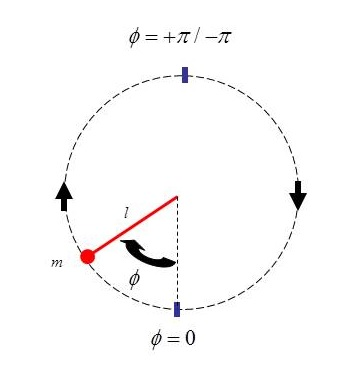 ϕ = +π / −π
l
m
ϕ
ϕ = 0